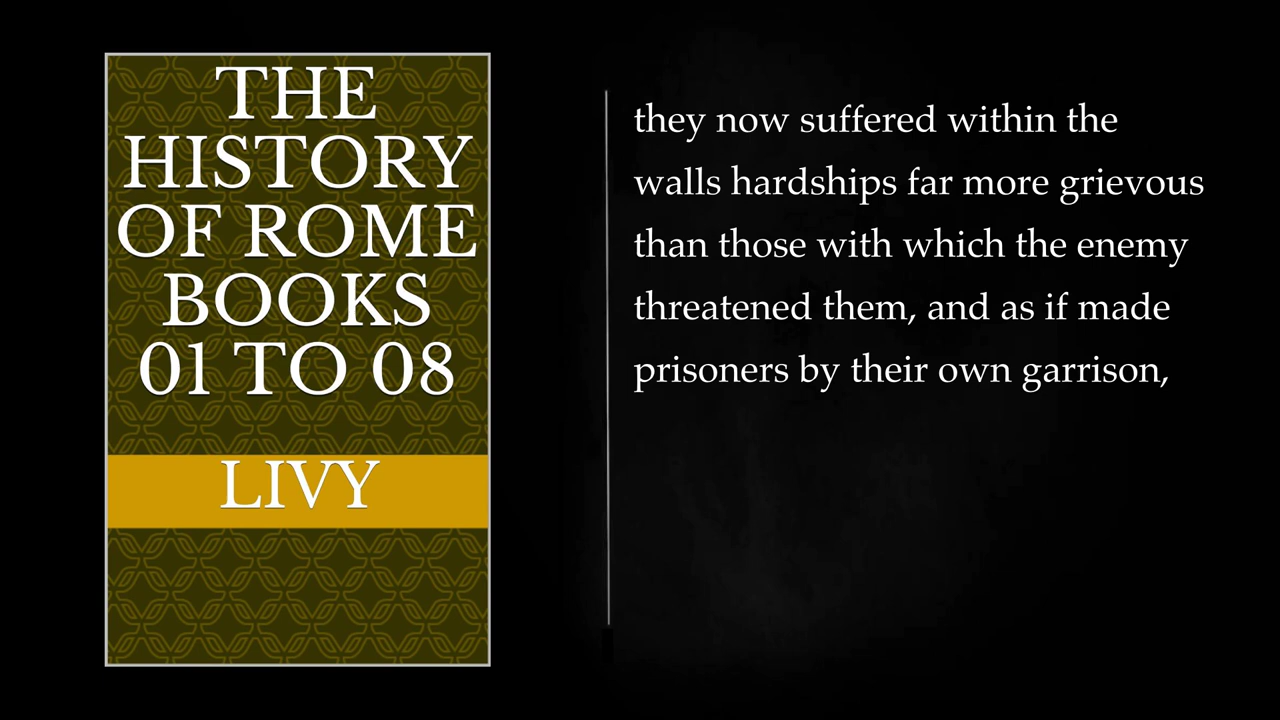 THE
HISTORY
OF ROME
BOOKS
01 TO 08
LIVY
they now suffered within the
walls hardships far more grievous
than those with which the enemy
threatened them, and as if made
prisoners by their own garrison,